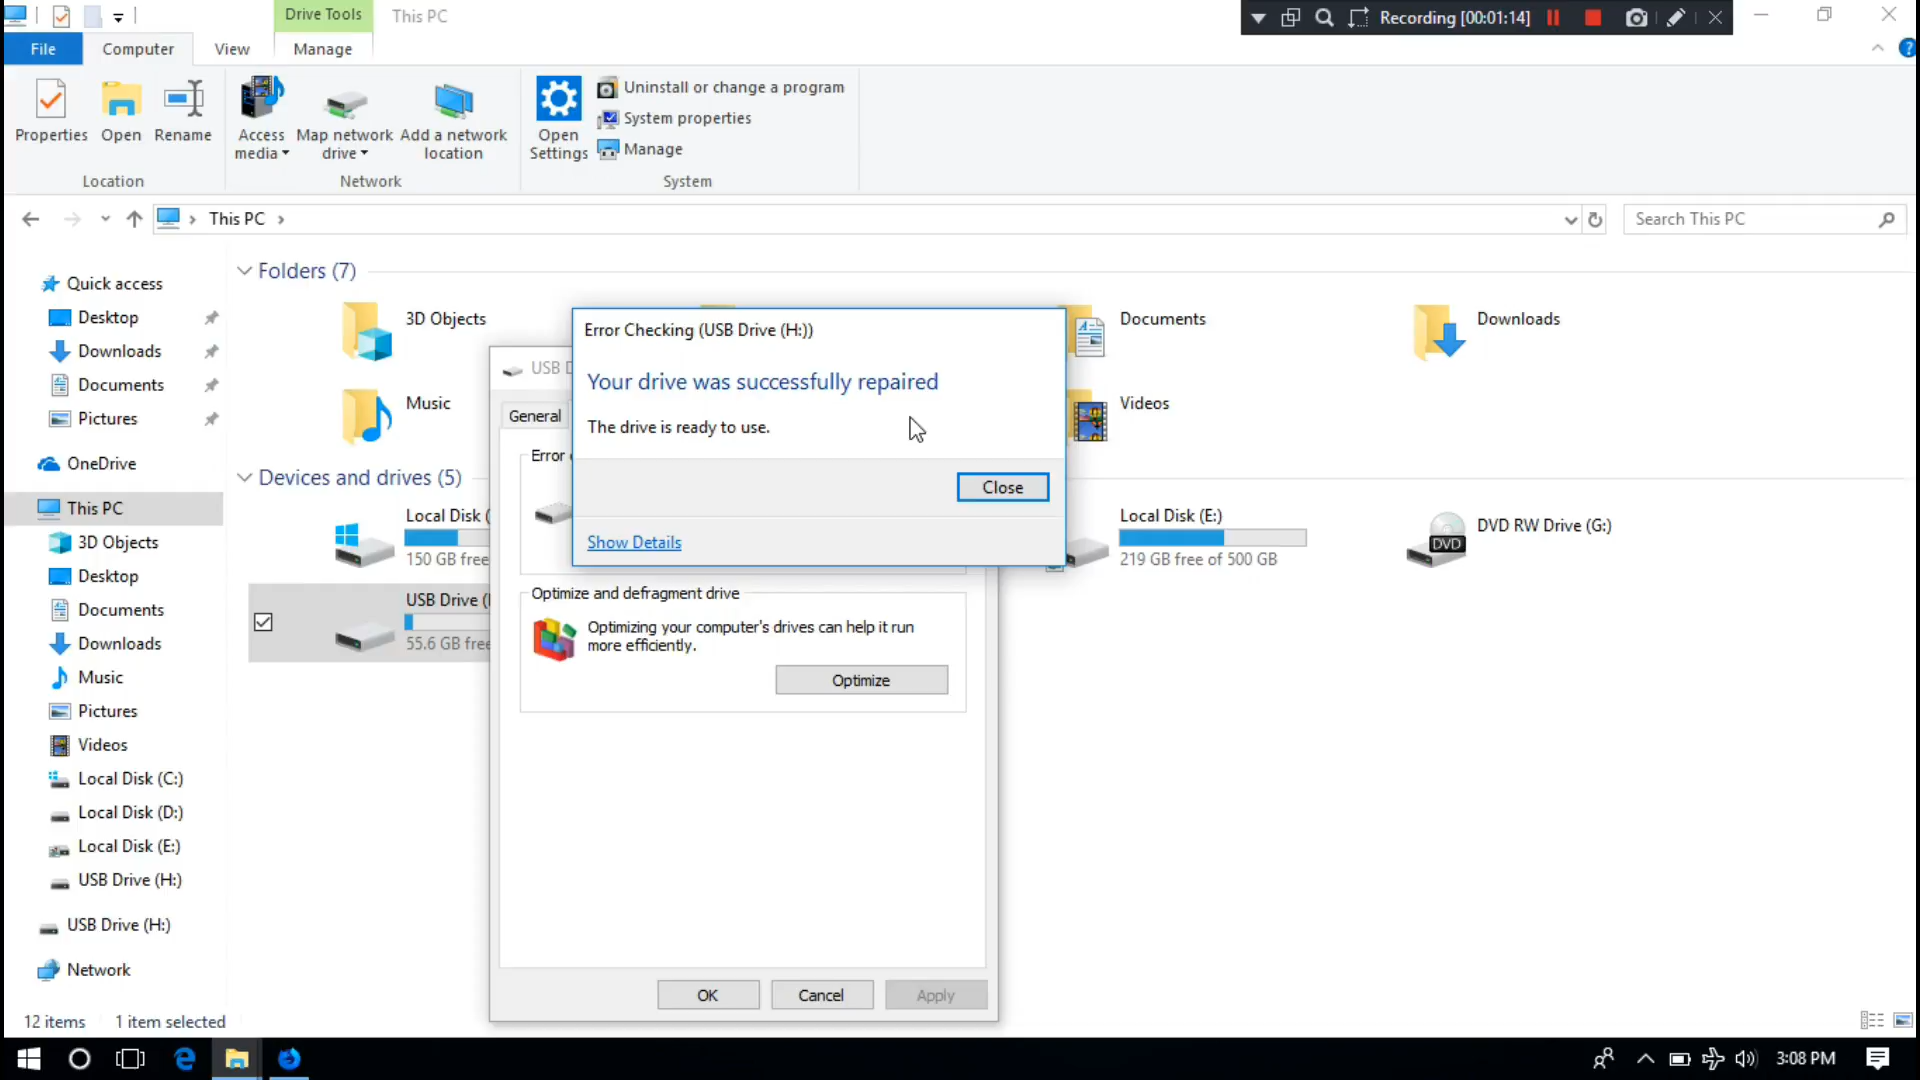 Drive Tools
This PC
Recording [00:01:14]
File
Computer
View
Manage
?
Properties
Open
Rename
Access
media
Map network
drive
Add a network
location
Open
Settings
Uninstall or change a program
System properties
Manage
Location
Network
System
This PC
Search This PC
Quick access
Desktop
Downloads
Documents
Pictures
OneDrive
This PC
3D Objects
Desktop
Documents
Downloads
Music
Pictures
Videos
Local Disk (C:)
Local Disk (D:)
Local Disk (E:)
USB Drive (H:)
USB Drive (H:)
Network
Folders (7)
3D Objects
Documents
Downloads
Music
Videos
Devices and drives (5)
Local Disk (
150 GB free
Local Disk (E:)
219 GB free of 500 GB
DVD
DVD RW Drive (G:)
USB Drive (
55.6 GB free
USB
General
Error
Error Checking (USB Drive (H:))
Your drive was successfully repaired
The drive is ready to use.
Close
Show Details
Optimize and defragment drive
Optimizing your computer's drives can help it run
more efficiently.
Optimize
OK
Cancel
Apply
12 items
1 item selected
3:08 PM